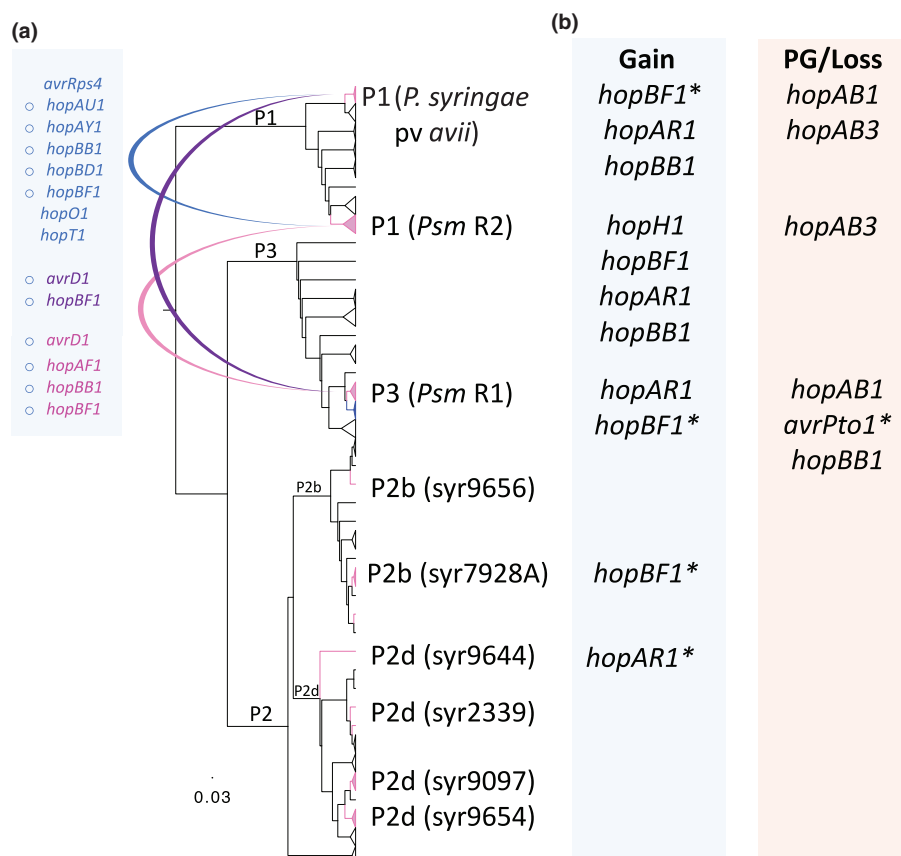 (a)
avrRps4
hopAU1
hopAY1
hopBB1
hopBD1
hopBF1
hopO1
hopT1
avrD1
hopBF1
avrD1
hopAF1
hopBB1
hopBF1
P1
P3
P2b
P2d
P2
0.03
P1 (P. syringae
pv avii)
P1 (Psm R2)
P3 (Psm R1)
P2b (syr9656)
P2b (syr7928A)
P2d (syr9644)
P2d (syr2339)
P2d (syr9097)
P2d (syr9654)
(b)
Gain
hopBF1*
hopAR1
hopBB1
hopH1
hopBF1
hopAR1
hopBB1
hopAR1
hopBF1*
hopBF1*
hopAR1*
PG/Loss
hopAB1
hopAB3
hopAB3
hopAB1
avrPto1*
hopBB1